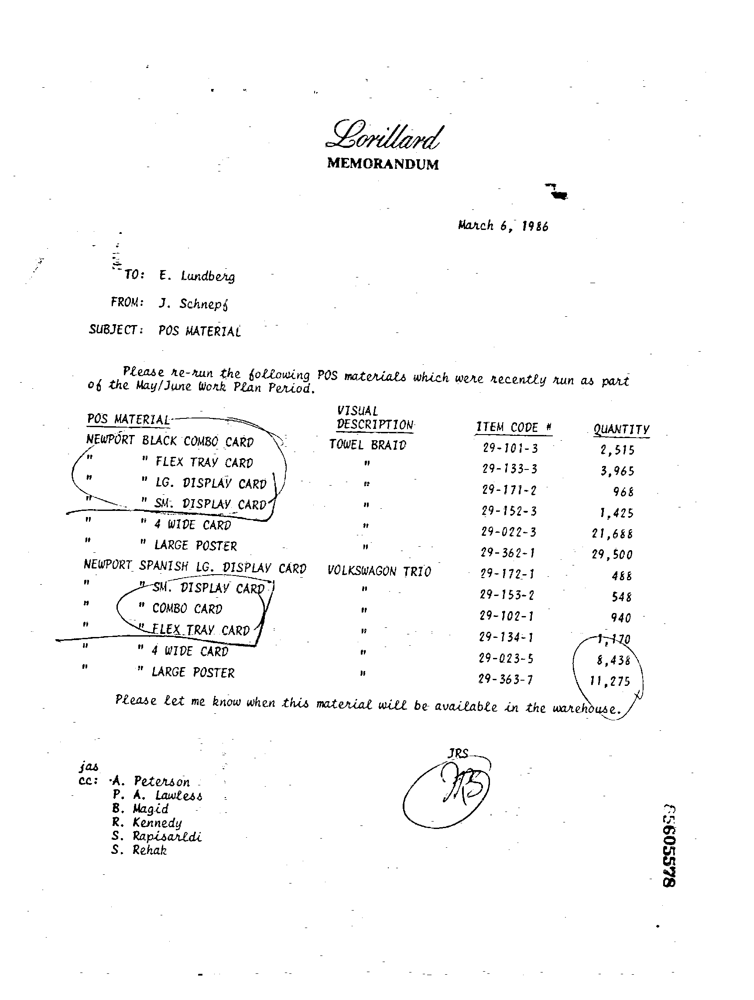 Lorillard
MEMORANDUM
March 6, 1986
TO: E. Lundberg
FROM: J. Schnepf
SUBJECT: POS MATERIAL
Please re-run the following POS materials which were recently run as part
of the May/June Work Plan Period.
POS MATERIAL VISUAL DESCRIPTION ITEM CODE # QUANTITY
NEWPORT BLACK COMBO CARD TOWEL BRAID 29-101-3 2,515
" " FLEX TRAY CARD " 29-133-3 3,965
" " LG. DISPLAY CARD " 29-171-2 968
" " SM. DISPLAY CARD " 29-152-3 1,425
" " 4 WIDE CARD " 29-022-3 21,688
" " LARGE POSTER " 29-362-1 29,500
NEWPORT SPANISH LG. DISPLAY CARD VOLKSWAGON TRIO 29-172-1 488
" " SM. DISPLAY CARD " 29-153-2 548
" " COMBO CARD " 29-102-1 940
" " FLEX TRAY CARD " 29-134-1 1,170
" " 4 WIDE CARD " 29-023-5 8,438
" " LARGE POSTER " 29-363-7 11,275
Please let me know when this material will be available in the warehouse.
JRS
JRS
jas
cc: A. Peterson
P. A. Lawless
B. Magid
R. Kennedy
S. Rapisarldi
S. Rehak
5605578